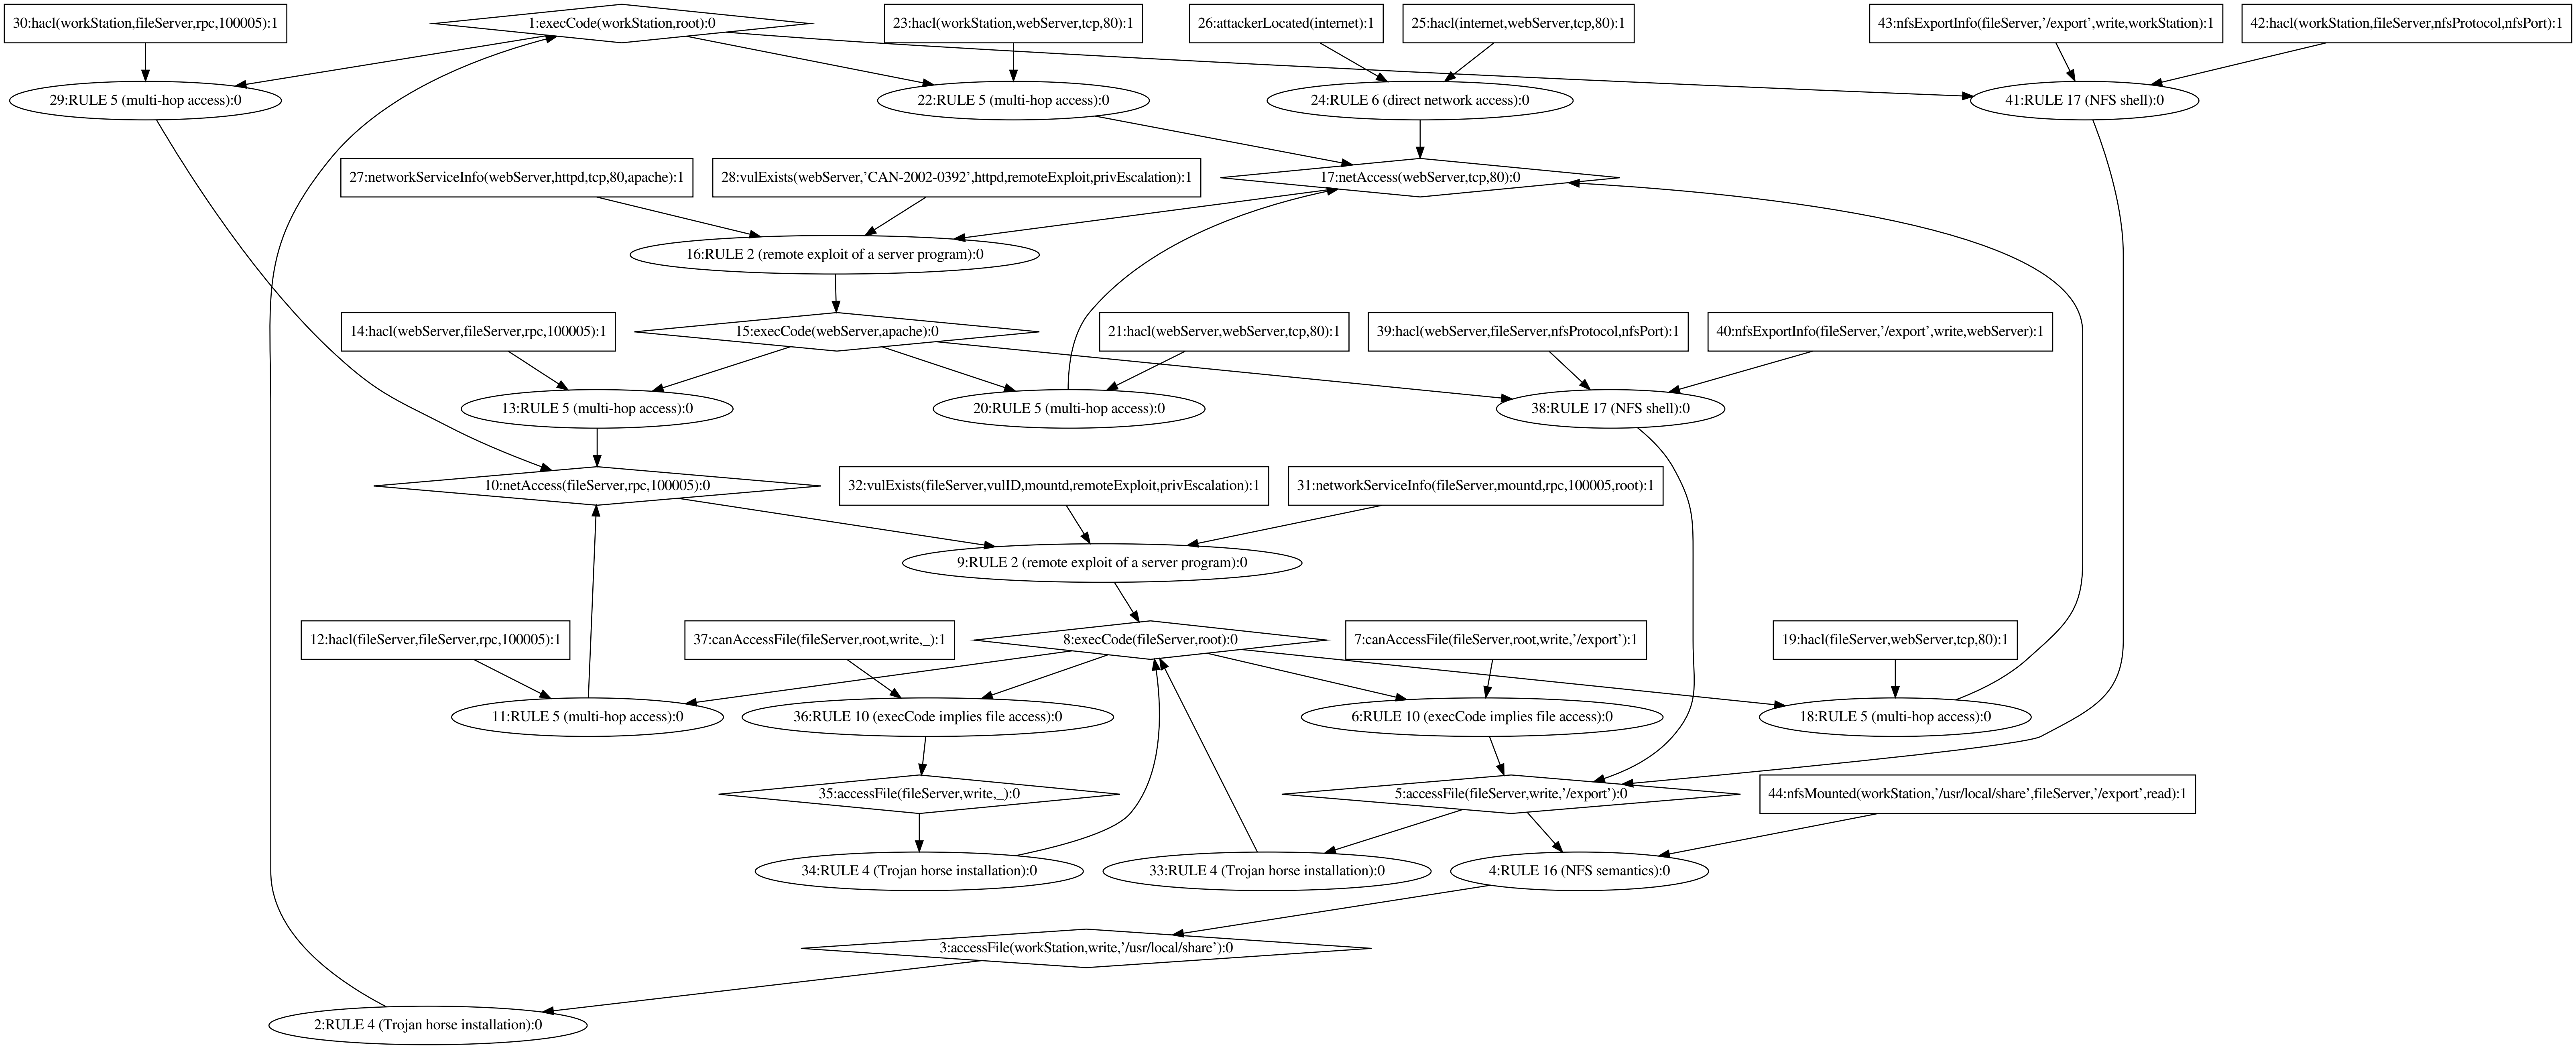 30:hacl(workStation,fileServer,rpc,100005):1
1:execCode(workStation,root):0
23:hacl(workStation,webServer,tcp,80):1
26:attackerLocated(internet):1
25:hacl(internet,webServer,tcp,80):1
43:nfsExportInfo(fileServer,’/export’,write,workStation):1
42:hacl(workStation,fileServer,nfsProtocol,nfsPort):1
29:RULE 5 (multi-hop access):0
22:RULE 5 (multi-hop access):0
24:RULE 6 (direct network access):0
41:RULE 17 (NFS shell):0
27:networkServiceInfo(webServer,httpd,tcp,80,apache):1
28:vulExists(webServer,’CAN-2002-0392’,httpd,remoteExploit,privEscalation):1
17:netAccess(webServer,tcp,80):0
16:RULE 2 (remote exploit of a server program):0
14:hacl(webServer,fileServer,rpc,100005):1
15:execCode(webServer,apache):0
21:hacl(webServer,webServer,tcp,80):1
39:hacl(webServer,fileServer,nfsProtocol,nfsPort):1
40:nfsExportInfo(fileServer,’/export’,write,webServer):1
13:RULE 5 (multi-hop access):0
20:RULE 5 (multi-hop access):0
38:RULE 17 (NFS shell):0
10:netAccess(fileServer,rpc,100005):0
32:vulExists(fileServer,vulID,mountd,remoteExploit,privEscalation):1
31:networkServiceInfo(fileServer,mountd,rpc,100005,root):1
9:RULE 2 (remote exploit of a server program):0
12:hacl(fileServer,fileServer,rpc,100005):1
37:canAccessFile(fileServer,root,write,_):1
8:execCode(fileServer,root):0
7:canAccessFile(fileServer,root,write,’/export’):1
19:hacl(fileServer,webServer,tcp,80):1
11:RULE 5 (multi-hop access):0
36:RULE 10 (execCode implies file access):0
6:RULE 10 (execCode implies file access):0
18:RULE 5 (multi-hop access):0
35:accessFile(fileServer,write,_):0
5:accessFile(fileServer,write,’/export’):0
44:nfsMounted(workStation,’/usr/local/share’,fileServer,’/export’,read):1
34:RULE 4 (Trojan horse installation):0
33:RULE 4 (Trojan horse installation):0
4:RULE 16 (NFS semantics):0
3:accessFile(workStation,write,’/usr/local/share’):0
2:RULE 4 (Trojan horse installation):0